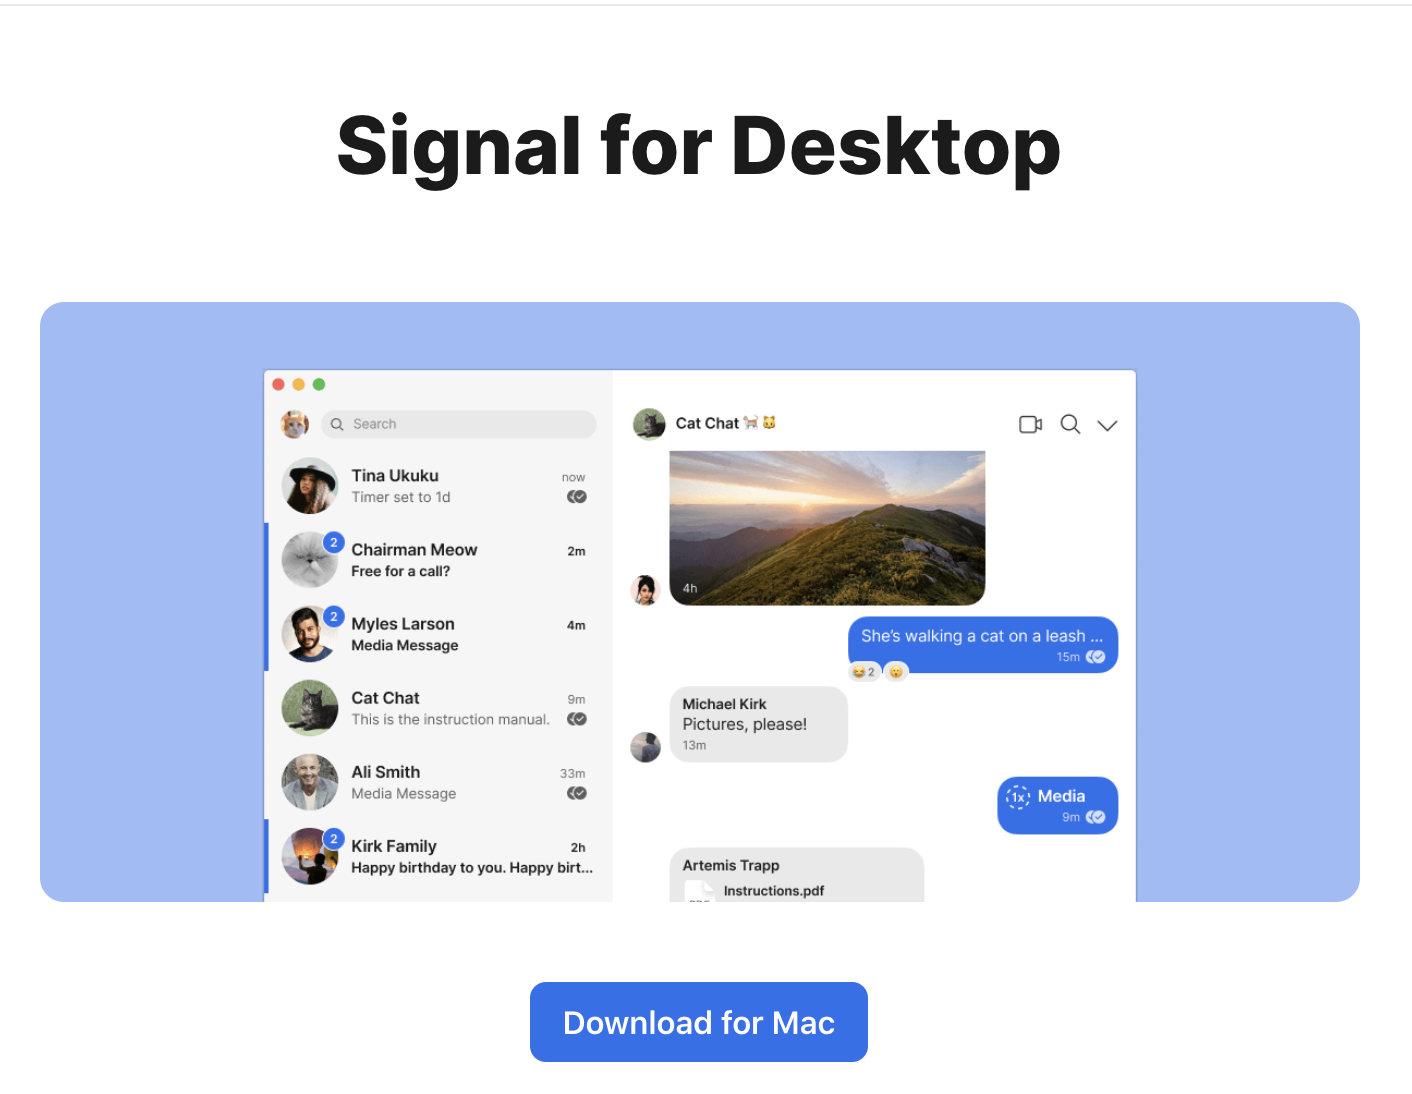 Signal for Desktop
Search
Tina Ukuku
now
Timer set to 1d
2
Chairman Meow
2m
Free for a call?
2
Myles Larson
4m
Media Message
Cat Chat
9m
This is the instruction manual.
Ali Smith
33m
Media Message
2
Kirk Family
2h
Happy birthday to you. Happy birt...
Cat Chat 🐈🐱
4h
She’s walking a cat on a leash ...
15m
😂 2 😯
Michael Kirk
Pictures, please!
13m
1x Media
9m
Artemis Trapp
Instructions.pdf
Download for Mac